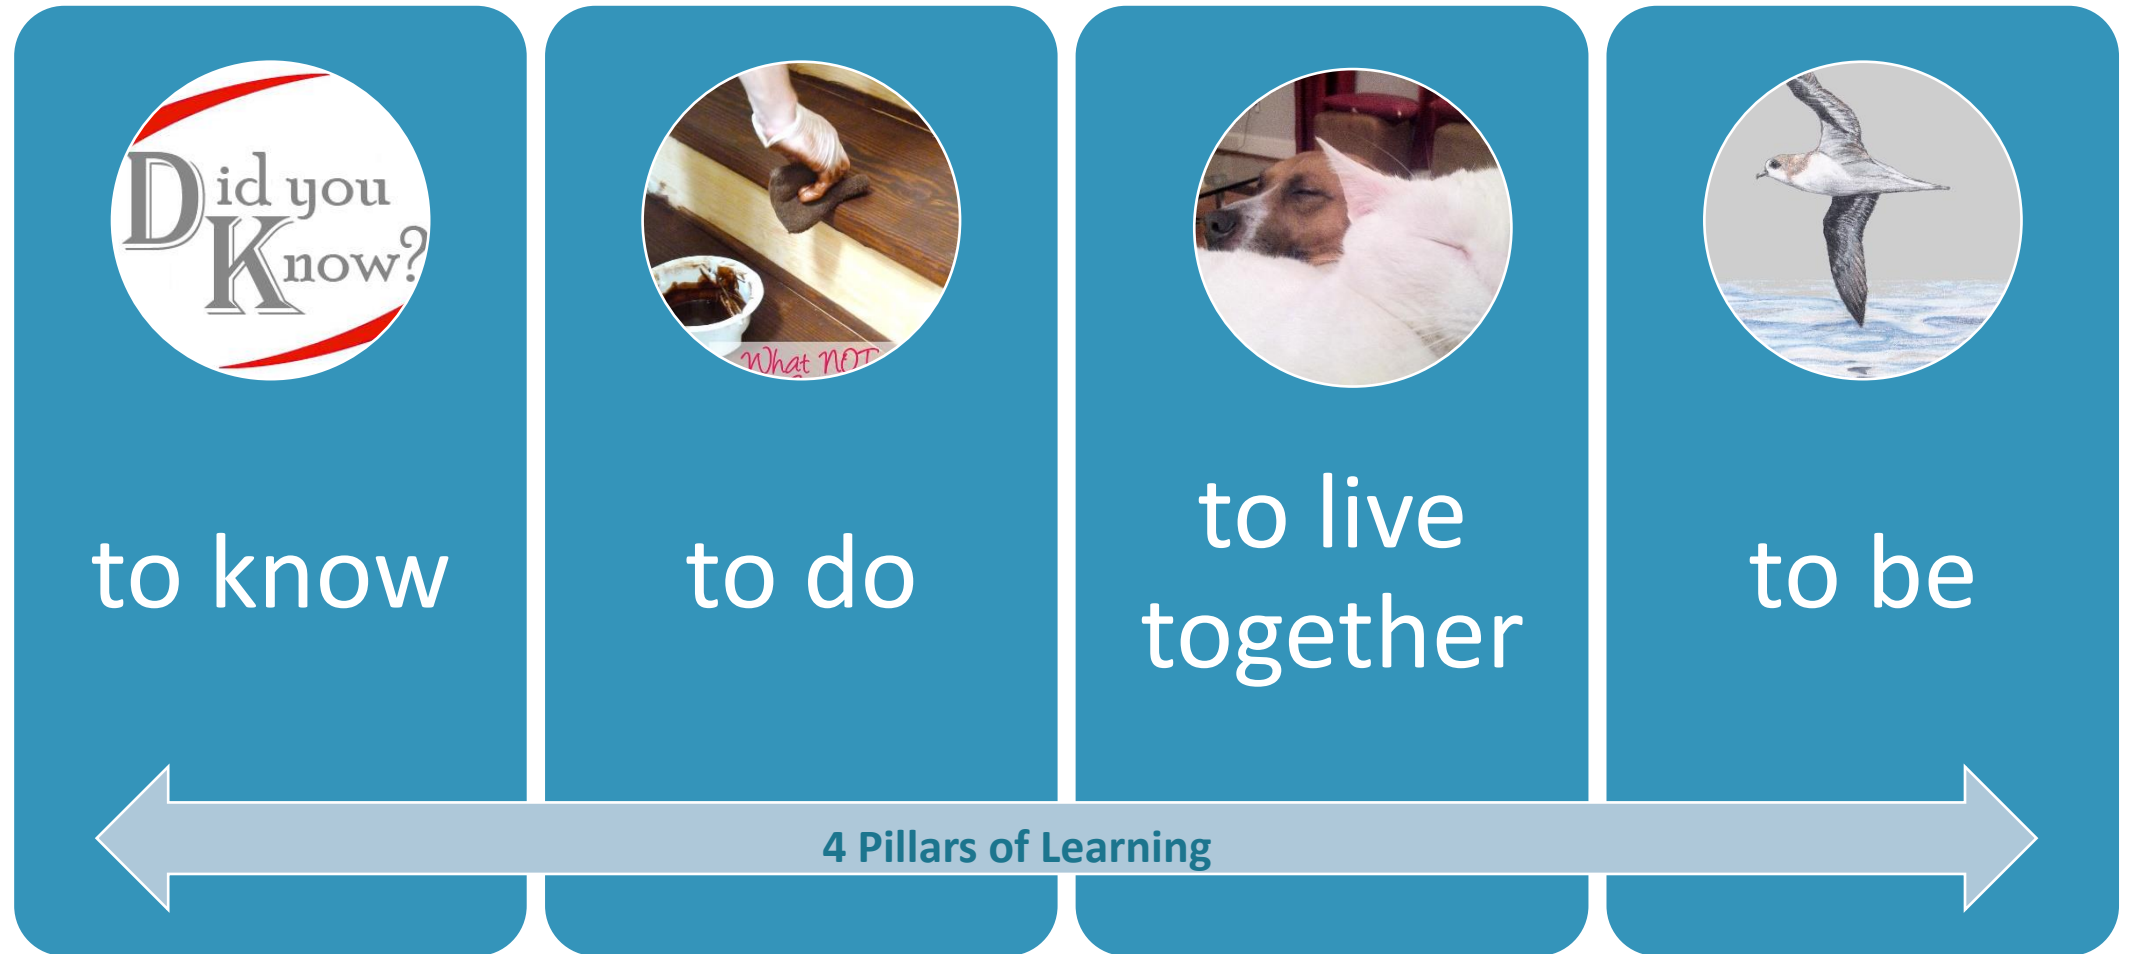 Did you
Know?
What NOT
to know
to do
to live
together
to be
4 Pillars of Learning